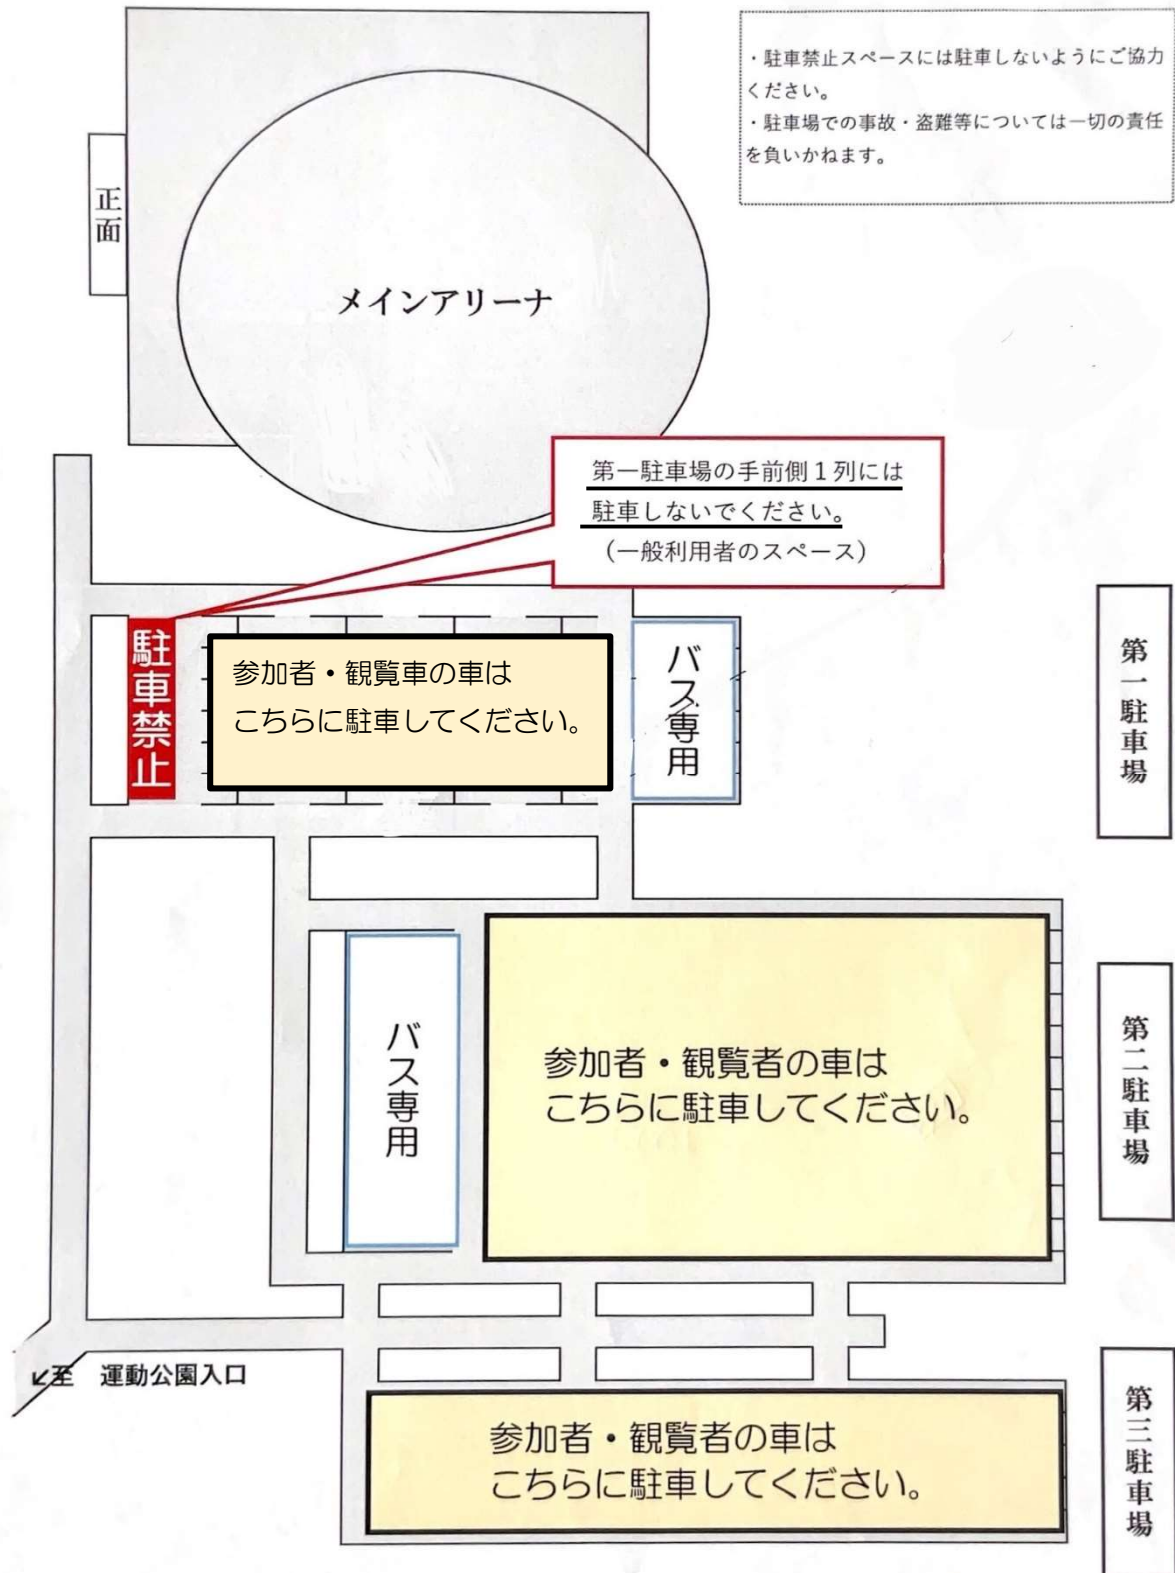 ・駐車禁止スペースには駐車しないようにご協力
ください。
・駐車場での事故・盗難等については一切の責任
を負いかねます。
正面
メインアリーナ
第一駐車場の手前側１列には
駐車しないでください。
（一般利用者のスペース）
駐車禁止
参加者・観覧車の車は
こちらに駐車してください。
バス専用
第一駐車場
バス専用
参加者・観覧者の車は
こちらに駐車してください。
第二駐車場
↙至　運動公園入口
参加者・観覧者の車は
こちらに駐車してください。
第三駐車場